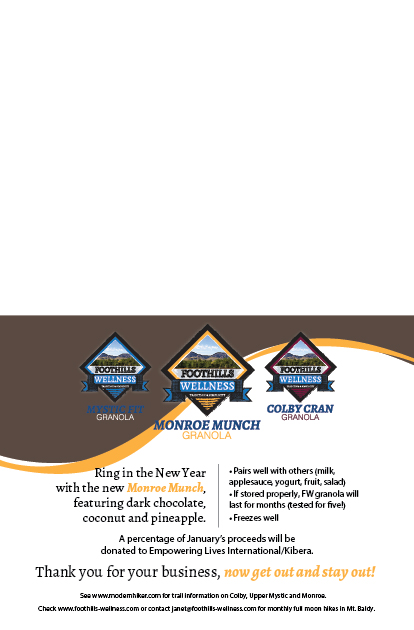 FOOTHILLS
WELLNESS
FOOTHILLS
WELLNESS
FOOTHILLS
WELLNESS
GRANOLA
MONROE MUNCH
GRANOLA
COLBY CRAN
GRANOLA
Ring in the New Year
with the new Monroe Munch,
featuring dark chocolate,
coconut and pineapple.
• Pairs well with others (milk,
applesauce, yogurt, fruit, salad)
• If stored properly, FW granola will
last for months (tested for five!)
• Freezes well
A percentage of January's proceeds will be
donated to Empowering Lives International/Kibera.
Thank you for your business, now get out and stay out!
See www.modernhiker.com for trail information on Colby, Upper Mystic and Monroe.
Check www.foothills-wellness.com or contact janet@foothills-wellness.com for monthly full moon hikes in Mt. Baldy.